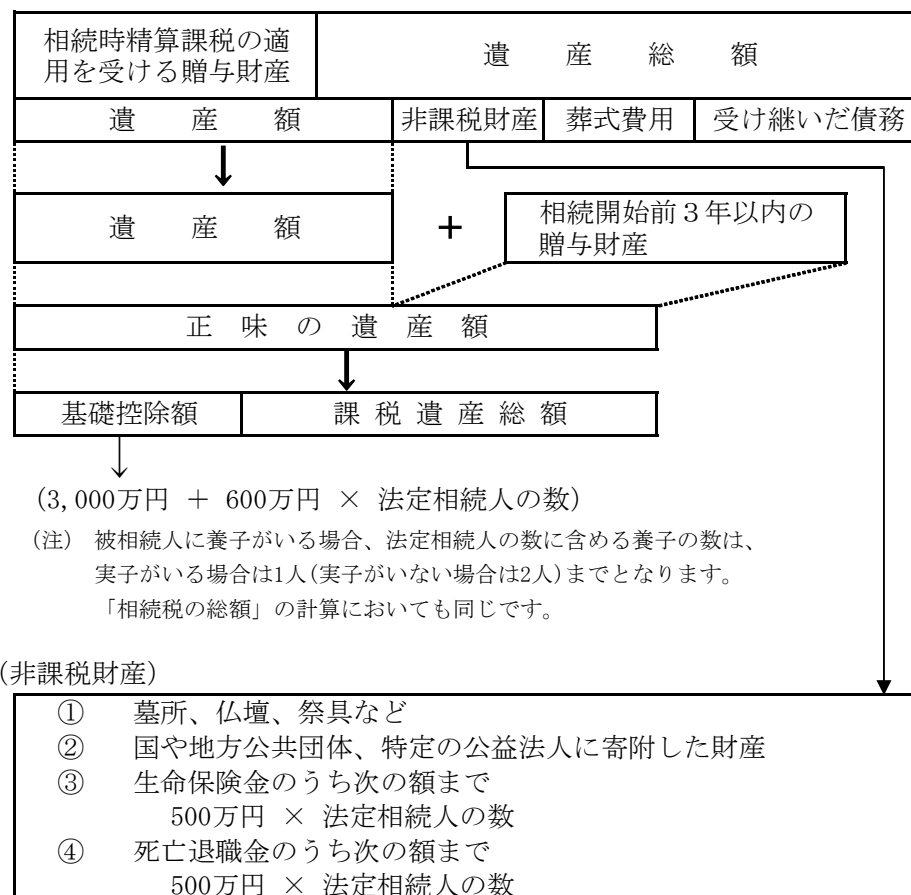 相続時精算課税の適
用を受ける贈与財産
遺産総額
遺産額
非課税財産
葬式費用
受け継いだ債務
遺産額
+
相続開始前3年以内の
贈与財産
正味の遺産額
基礎控除額
課税遺産総額
(3,000万円 + 600万円 × 法定相続人の数)
(注) 被相続人に養子がいる場合、法定相続人の数に含める養子の数は、
実子がいる場合は1人(実子がいない場合は2人)までとなります。
「相続税の総額」の計算においても同じです。
(非課税財産)
① 墓所、仏壇、祭具など
② 国や地方公共団体、特定の公益法人に寄附した財産
③ 生命保険金のうち次の額まで
500万円 × 法定相続人の数
④ 死亡退職金のうち次の額まで
500万円 × 法定相続人の数